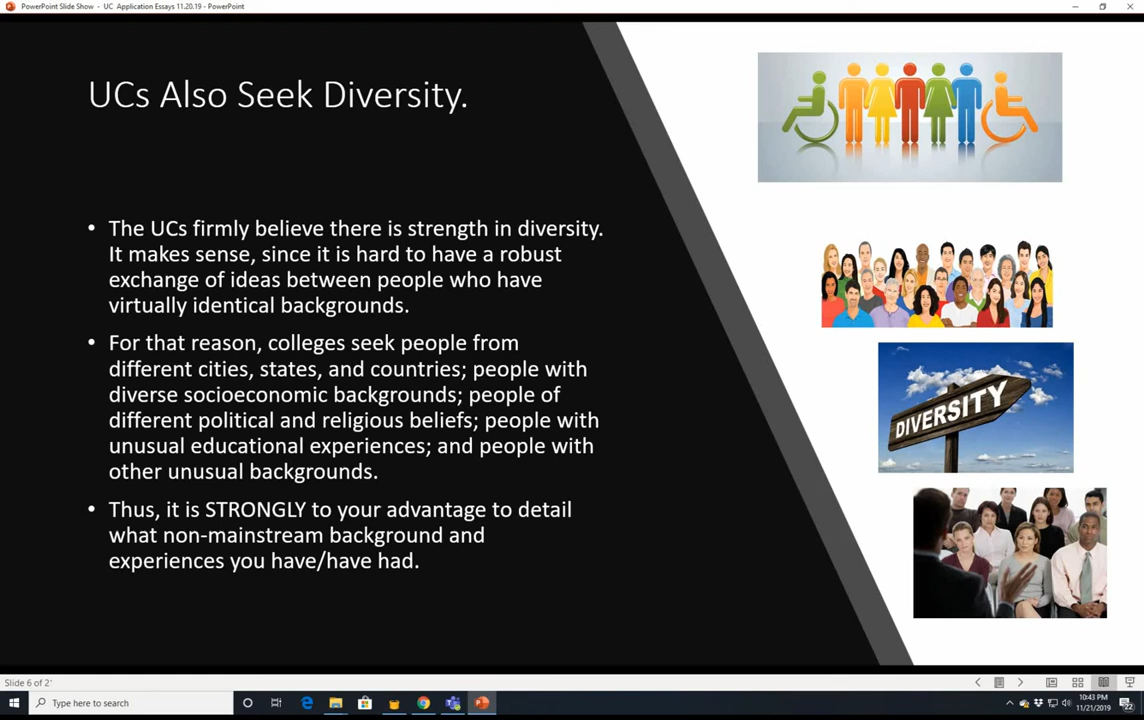 PowerPoint Slide Show - UC Application Essays 11.20.19 - PowerPoint
UCs Also Seek Diversity.
• The UCs firmly believe there is strength in diversity.
It makes sense, since it is hard to have a robust
exchange of ideas between people who have
virtually identical backgrounds.
• For that reason, colleges seek people from
different cities, states, and countries; people with
diverse socioeconomic backgrounds; people of
different political and religious beliefs; people with
unusual educational experiences; and people with
other unusual backgrounds.
• Thus, it is STRONGLY to your advantage to detail
what non-mainstream background and
experiences you have/have had.
DIVERSITY
Slide 6 of 2
Type here to search
10:43 PM
11/21/2019
22